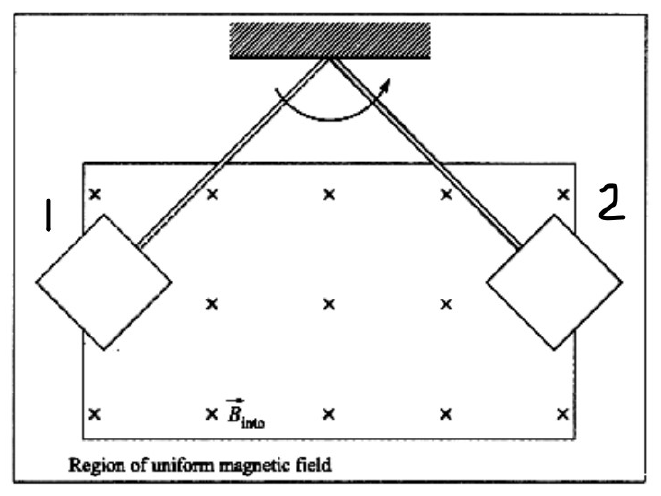 1
2
x x x x x
x x x
x x B into x x x
Region of uniform magnetic field